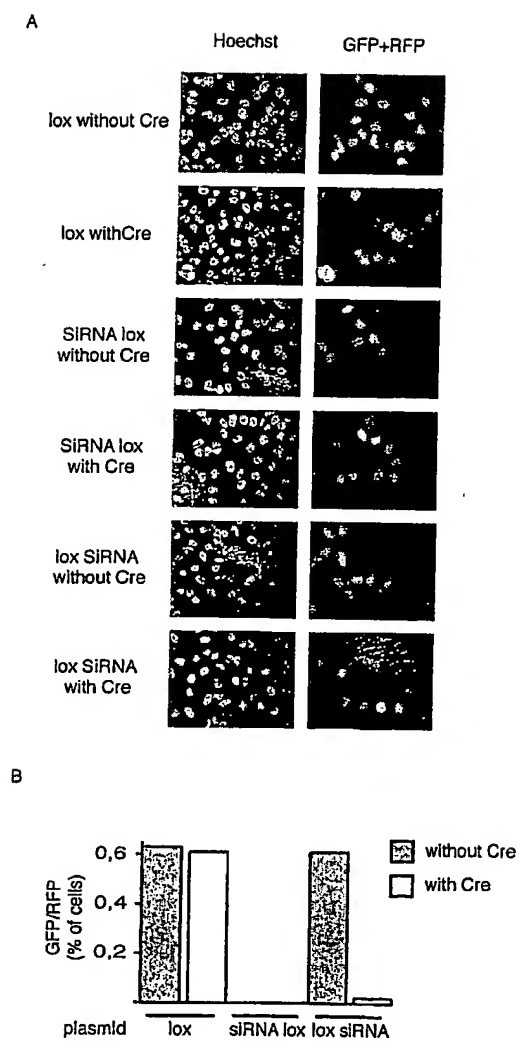 A
Hoechst GFP+RFP
lox without Cre
lox withCre
SiRNA lox
without Cre
SiRNA lox
with Cre
lox SiRNA
without Cre
lox SiRNA
with Cre
B
GFP/RFP
(% of cells)
0,6
0,4
0,2
without Cre
with Cre
plasmid lox siRNA lox lox siRNA